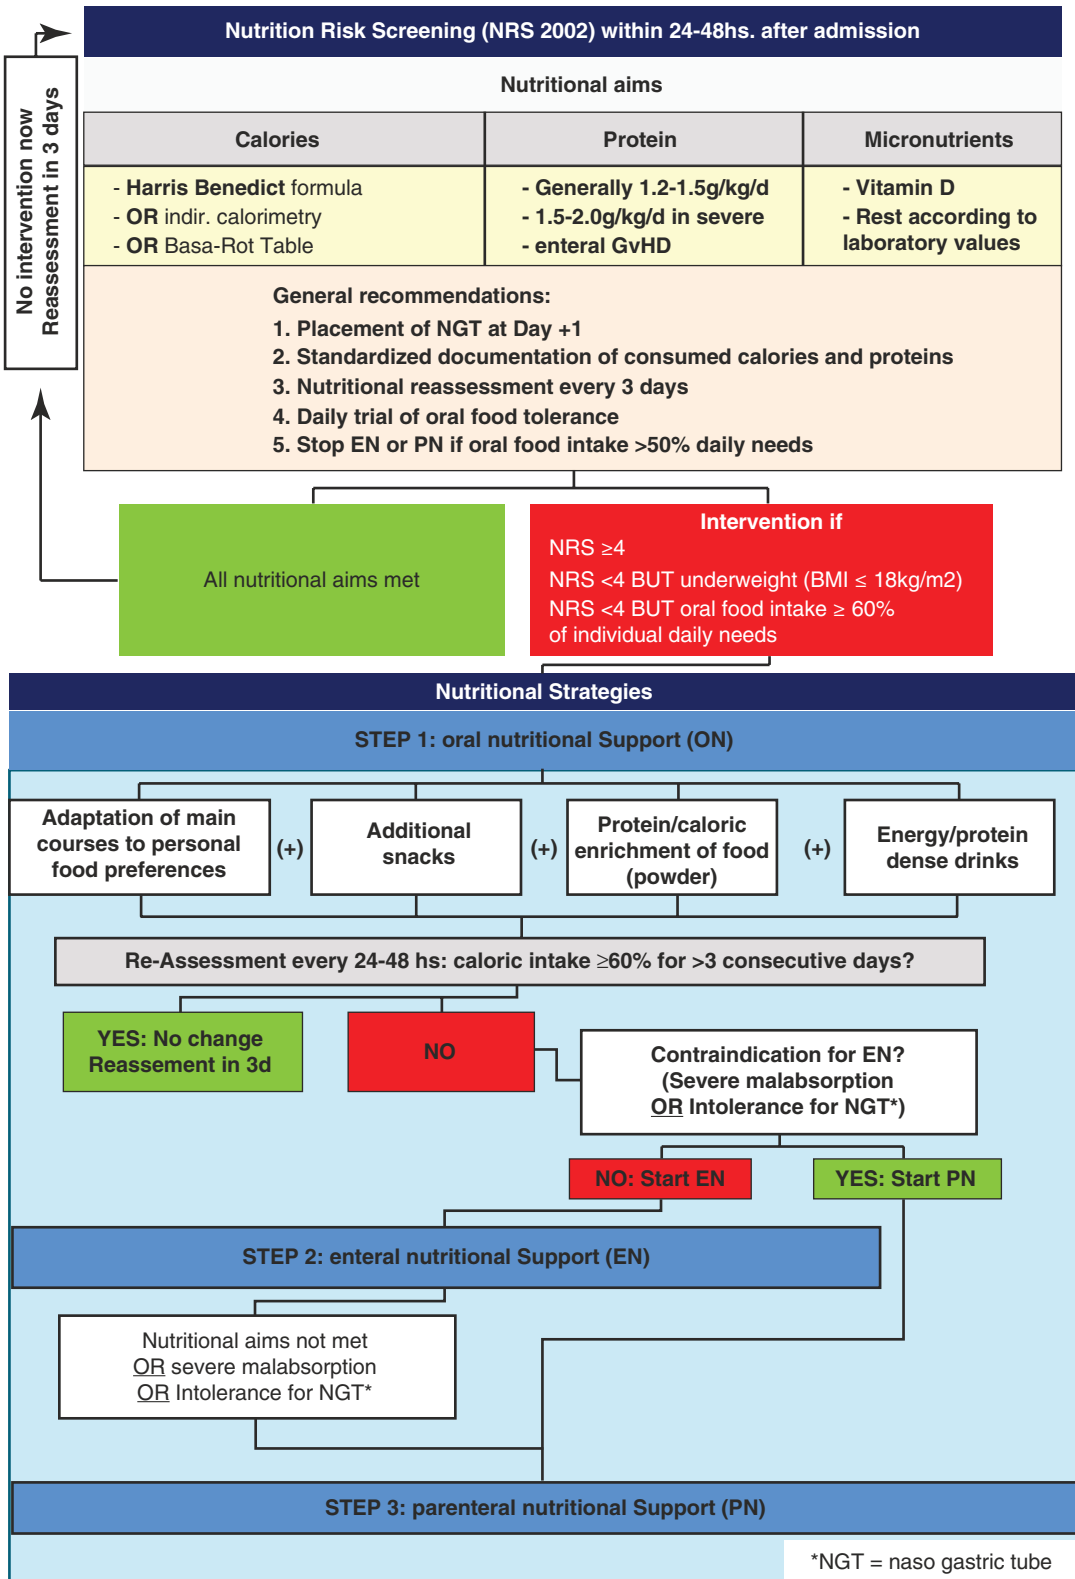 Nutrition Risk Screening (NRS 2002) within 24-48hs. after admission
No intervention now
Reassessment in 3 days
Nutritional aims
Calories
Protein
Micronutrients
- Harris Benedict formula
- OR indir. calorimetry
- OR Basa-Rot Table
- Generally 1.2-1.5g/kg/d
- 1.5-2.0g/kg/d in severe
- enteral GvHD
- Vitamin D
- Rest according to
laboratory values
General recommendations:
1. Placement of NGT at Day +1
2. Standardized documentation of consumed calories and proteins
3. Nutritional reassessment every 3 days
4. Daily trial of oral food tolerance
5. Stop EN or PN if oral food intake >50% daily needs
All nutritional aims met
Intervention if
NRS ≥4
NRS <4 BUT underweight (BMI ≤ 18kg/m2)
NRS <4 BUT oral food intake ≥ 60%
of individual daily needs
Nutritional Strategies
STEP 1: oral nutritional Support (ON)
Adaptation of main
courses to personal
food preferences
(+)
Additional
snacks
(+)
Protein/caloric
enrichment of food
(powder)
(+)
Energy/protein
dense drinks
Re-Assessment every 24-48 hs: caloric intake ≥60% for >3 consecutive days?
YES: No change
Reassement in 3d
NO
Contraindication for EN?
(Severe malabsorption
OR Intolerance for NGT*)
NO: Start EN
YES: Start PN
STEP 2: enteral nutritional Support (EN)
Nutritional aims not met
OR severe malabsorption
OR Intolerance for NGT*
STEP 3: parenteral nutritional Support (PN)
*NGT = naso gastric tube